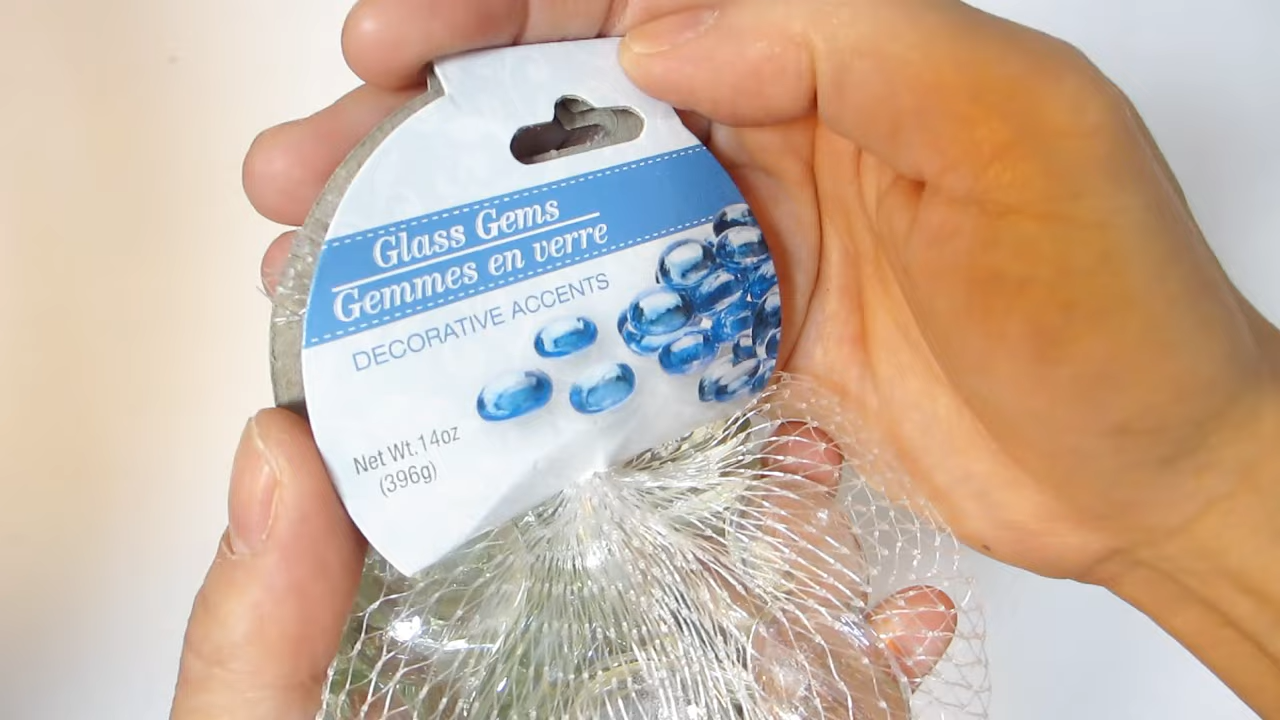 Glass Gems
Gemmes en verre
DECORATIVE ACCENTS
Net Wt.14oz
(396g)